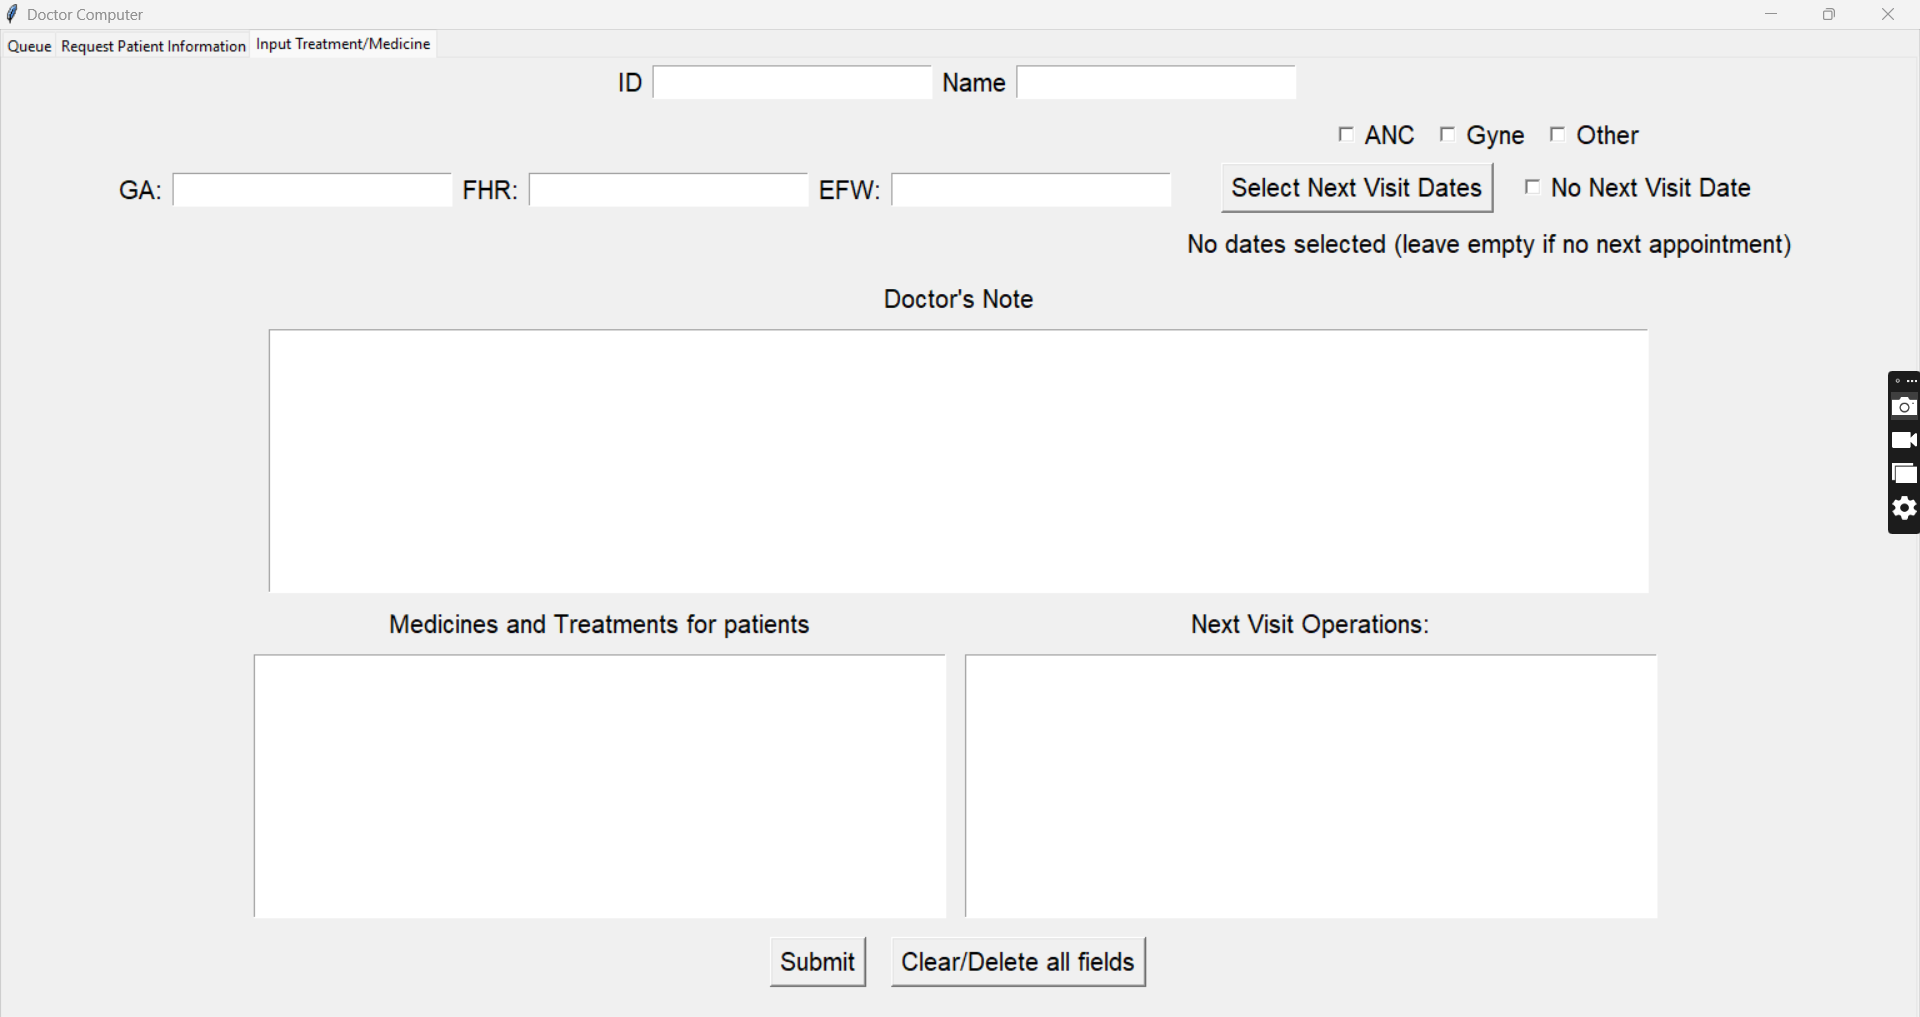 Doctor Computer
Queue Request Patient Information Input Treatment/Medicine
ID Name
ANC Gyne Other
GA: FHR: EFW: Select Next Visit Dates No Next Visit Date
No dates selected (leave empty if no next appointment)
Doctor's Note
Medicines and Treatments for patients Next Visit Operations:
Submit Clear/Delete all fields